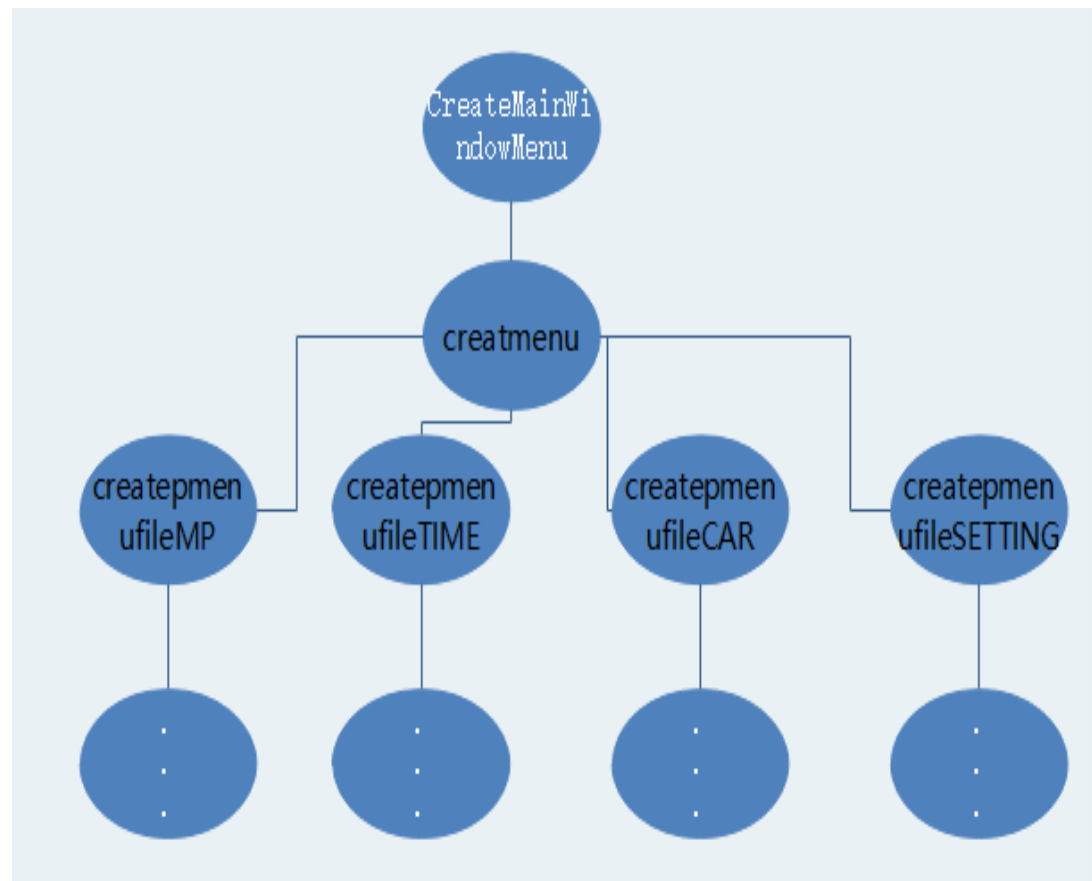 CreateMainWi
ndowMenu
creatmenu
createpmen
ufileMP
createpmen
ufileTIME
createpmen
ufileCAR
createpmen
ufileSETTING
.
.
.
.
.
.
.
.
.
.
.
.